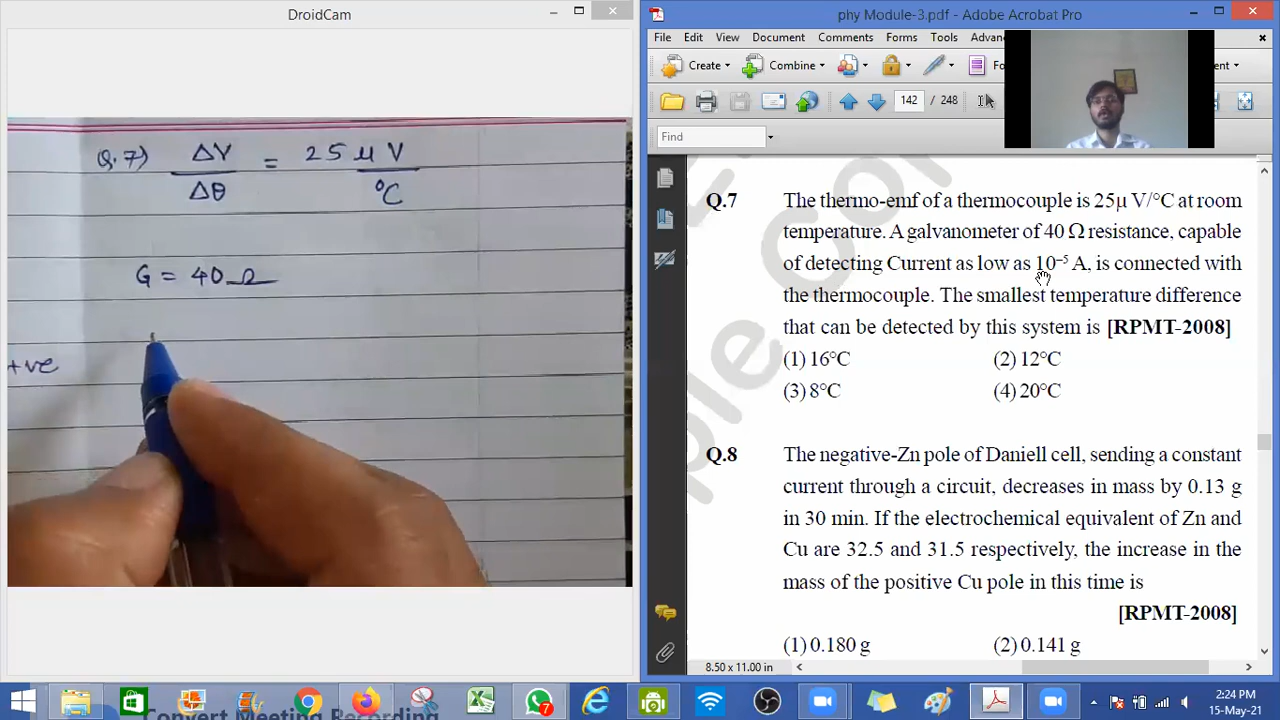 DroidCam
phy Module-3.pdf - Adobe Acrobat Pro
File Edit View Document Comments Forms Tools Advan
Create Combine Fo ent
142 / 248
Find
Q.7) ΔV = 25 μ V
Δθ °C
G = 40 Ω
+ve
Q.7 The thermo-emf of a thermocouple is 25μ V/°C at room
temperature. A galvanometer of 40 Ω resistance, capable
of detecting Current as low as 10⁻⁵ A, is connected with
the thermocouple. The smallest temperature difference
that can be detected by this system is [RPMT-2008]
(1) 16°C (2) 12°C
(3) 8°C (4) 20°C
Q.8 The negative-Zn pole of Daniell cell, sending a constant
current through a circuit, decreases in mass by 0.13 g
in 30 min. If the electrochemical equivalent of Zn and
Cu are 32.5 and 31.5 respectively, the increase in the
mass of the positive Cu pole in this time is
[RPMT-2008]
(1) 0.180 g (2) 0.141 g
8.50 x 11.00 in
7
2:24 PM
15-May-21
Convert Meeting Recording